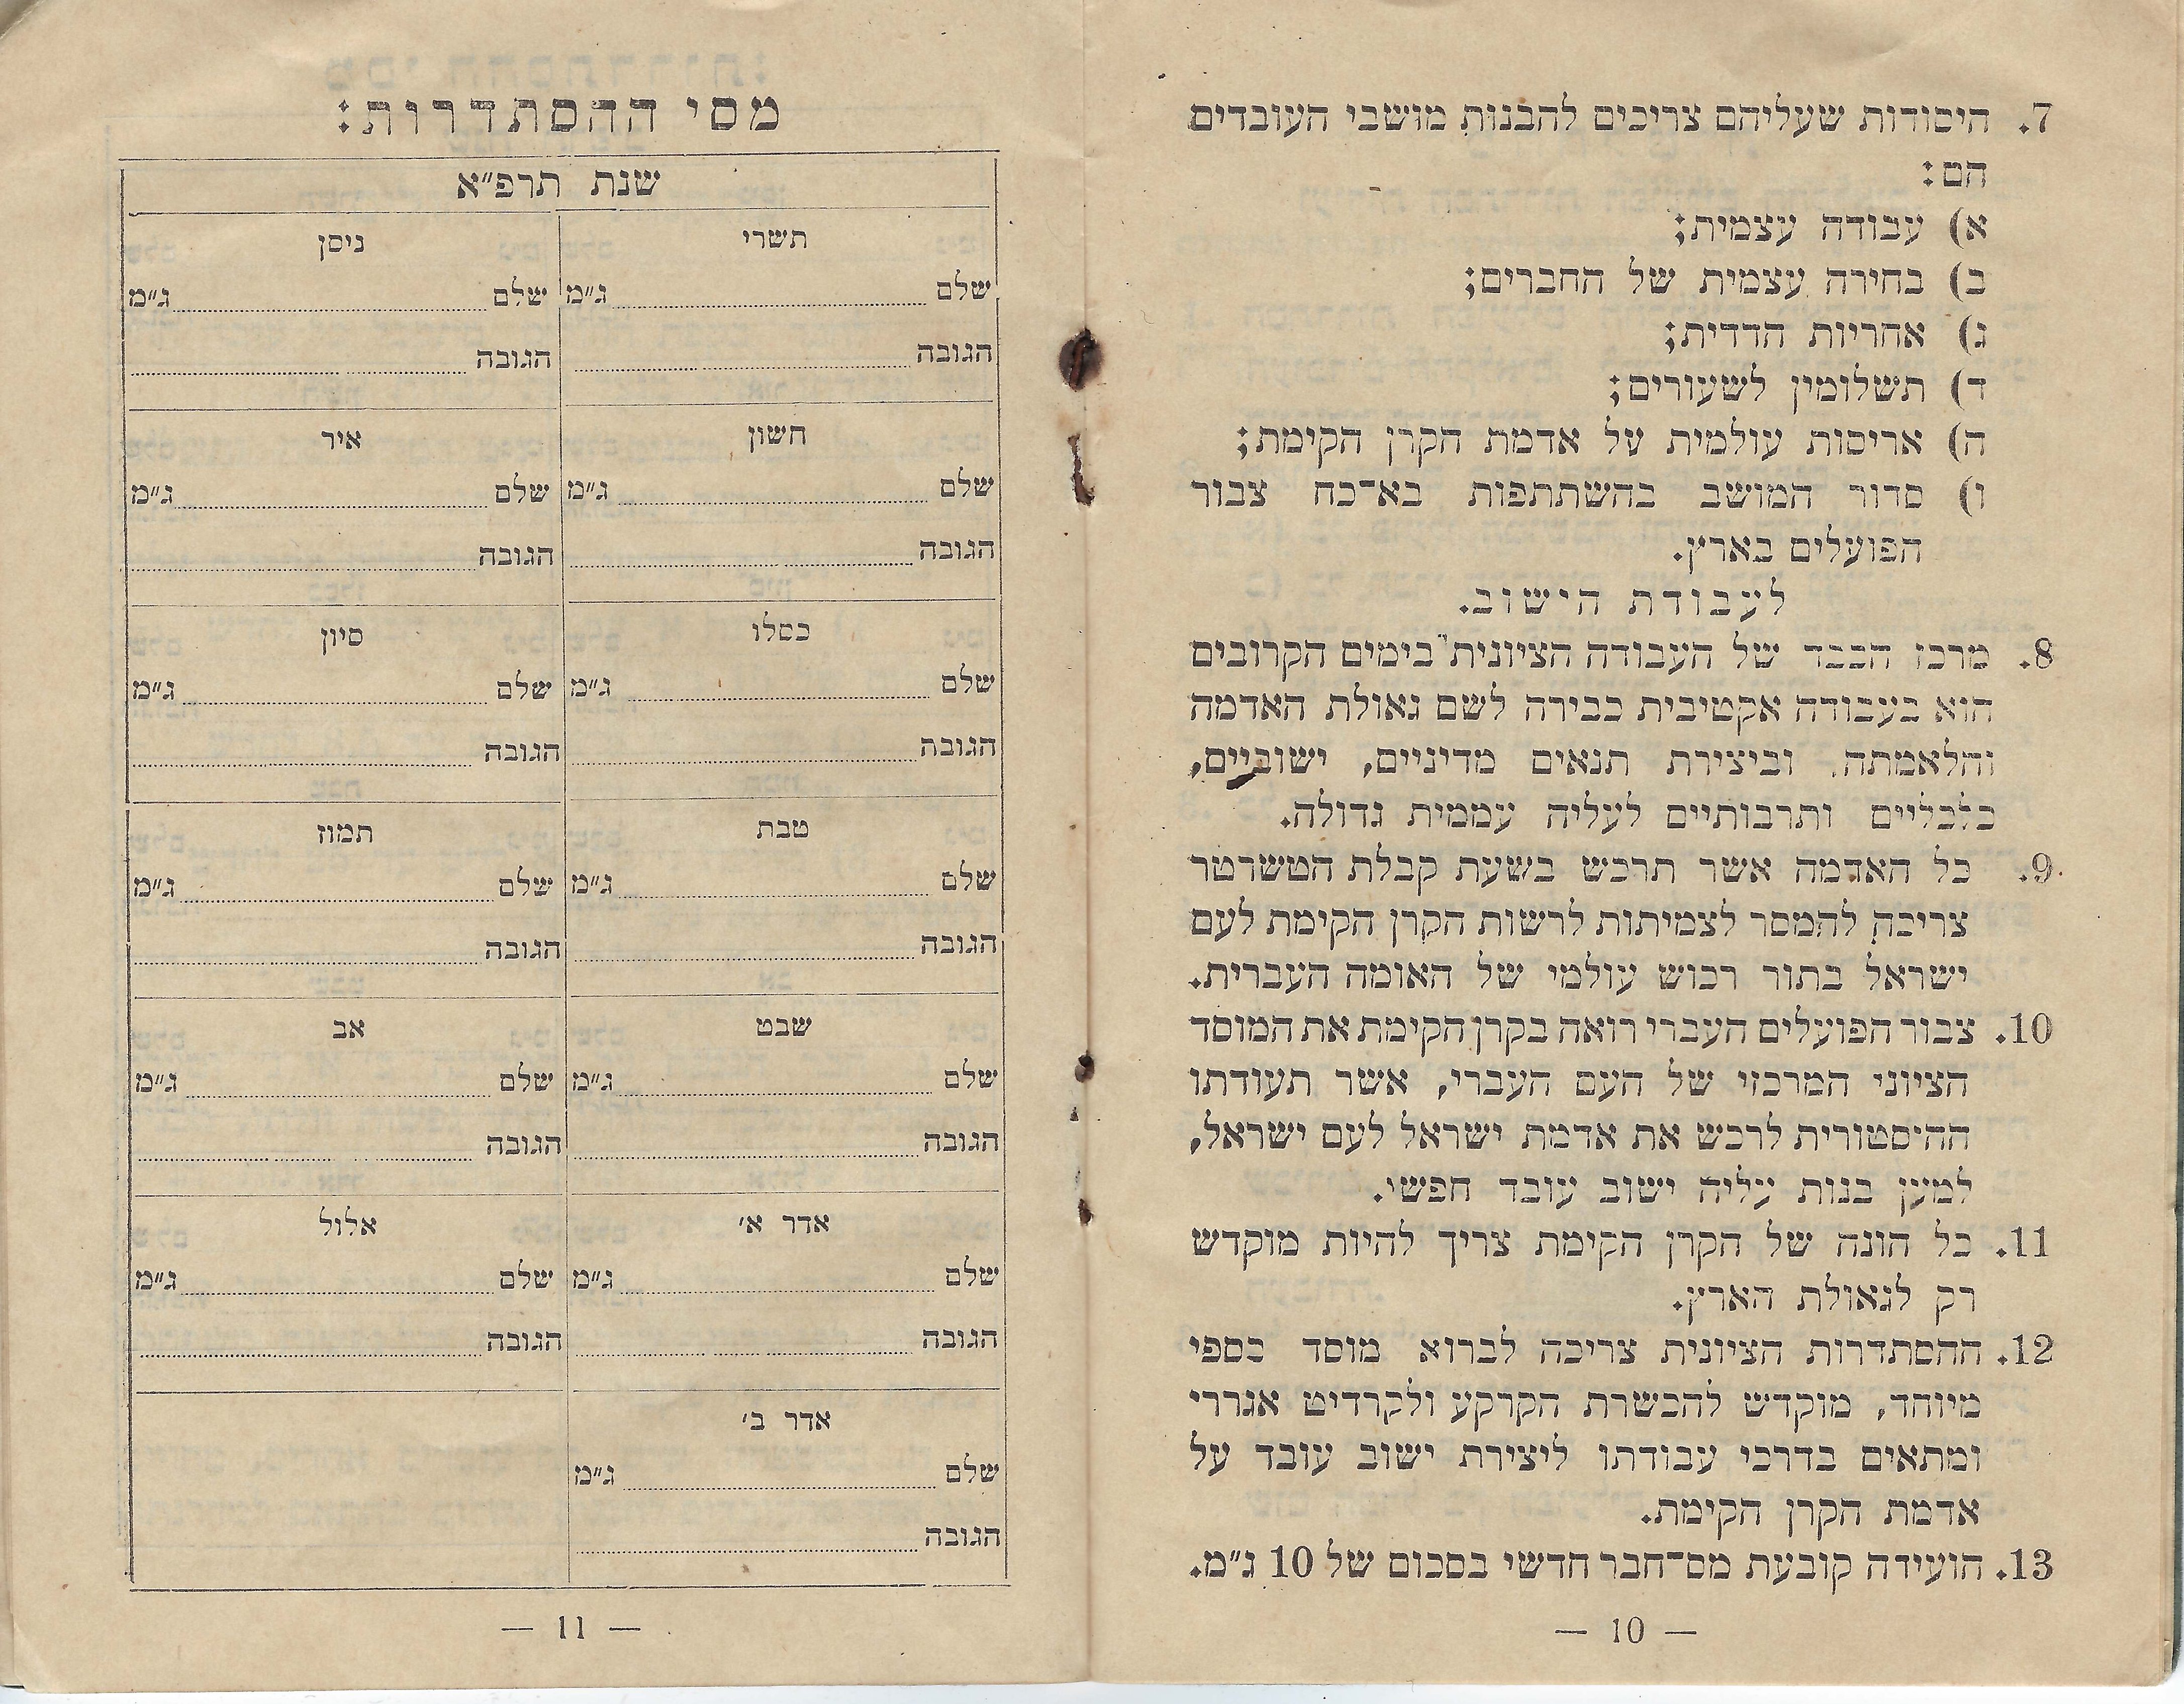 7. היסודות שעליהם צריכים להבנות מושבי העובדים
הם:
א) עבודה עצמית;
ב) בחירה עצמית של החברים;
ג) אחריות הדדית;
ד) תשלומין לשעורים;
ה) אריסות עולמית על אדמת הקרן הקימת;
ו) סדור המושב בהשתתפות בא־כח צבור
הפועלים בארץ.
לעבודת הישוב.
8. מרכז הכבד של העבודה הציונית בימים הקרובים
הוא בעבודה אקטיבית כבירה לשם גאולת האדמה
והלאמתה, וביצירת תנאים מדיניים, ישוביים,
כלכליים ותרבותיים לעליה עממית גדולה.
9. כל האדמה אשר תרכש בשעת קבלת הטשרטר
צריכה להמסר לצמיתות לרשות הקרן הקימת לעם
ישראל בתור רכוש עולמי של האומה העברית.
10. צבור הפועלים העברי רואה בקרן הקימת את המוסד
הציוני המרכזי של העם העברי, אשר תעודתו
ההיסטורית לרכש את אדמת ישראל לעם ישראל,
למען בנות עליה ישוב עובד חפשי.
11. כל הונה של הקרן הקימת צריך להיות מוקדש
רק לגאולת הארץ.
12. ההסתדרות הציונית צריכה לברוא מוסד כספי
מיוחד, מוקדש להכשרת הקרקע ולקרדיט אגררי
ומתאים בדרכי עבודתו ליצירת ישוב עובד על
אדמת הקרן הקימת.
13. הועידה קובעת מס־חבר חדשי בסכום של 10 ג״מ.
— 10 —
מסי ההסתדרות:
שנת תרפ״א
תשרי ניסן
שלם ג״מ שלם ג״מ
הגובה הגובה
חשון איר
שלם ג״מ שלם ג״מ
הגובה הגובה
כסלו סיון
שלם ג״מ שלם ג״מ
הגובה הגובה
טבת תמוז
שלם ג״מ שלם ג״מ
הגובה הגובה
שבט אב
שלם ג״מ שלם ג״מ
הגובה הגובה
אדר א׳ אלול
שלם ג״מ שלם ג״מ
הגובה הגובה
אדר ב׳
שלם ג״מ
הגובה
— 11 —